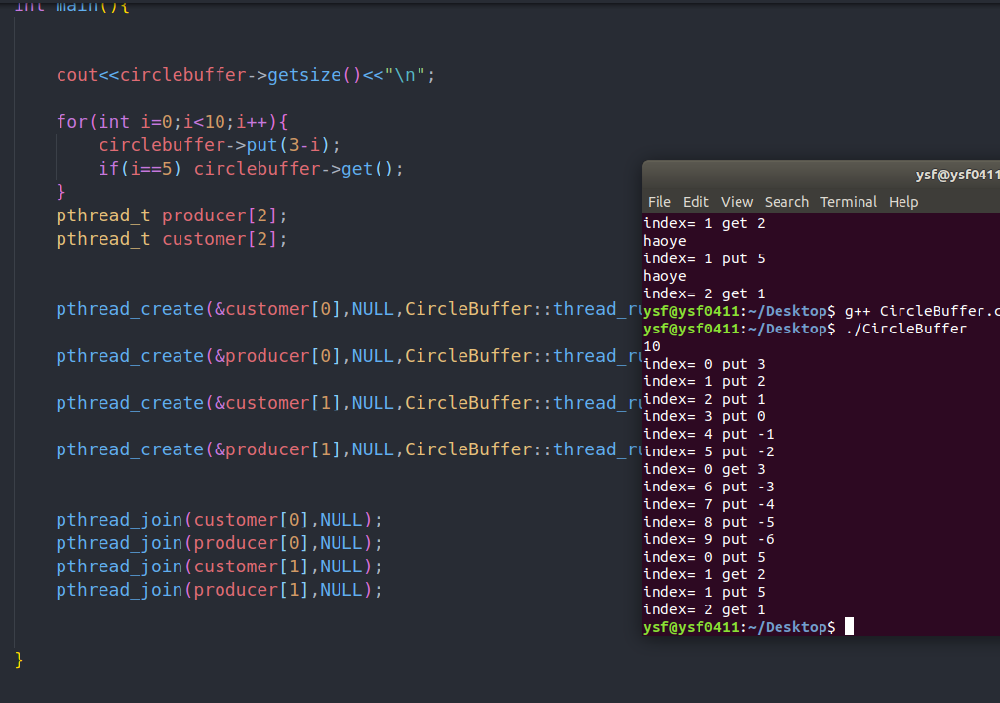 int main(){
cout<<circlebuffer->getsize()<<"\n";
for(int i=0;i<10;i++){
circlebuffer->put(3-i);
if(i==5) circlebuffer->get();
}
pthread_t producer[2];
pthread_t customer[2];
pthread_create(&customer[0],NULL,CircleBuffer::thread_ru
pthread_create(&producer[0],NULL,CircleBuffer::thread_ru
pthread_create(&customer[1],NULL,CircleBuffer::thread_ru
pthread_create(&producer[1],NULL,CircleBuffer::thread_ru
pthread_join(customer[0],NULL);
pthread_join(producer[0],NULL);
pthread_join(customer[1],NULL);
pthread_join(producer[1],NULL);
}
ysf@ysf0411
File Edit View Search Terminal Help
index= 1 get 2
haoye
index= 1 put 5
haoye
index= 2 get 1
ysf@ysf0411:~/Desktop$ g++ CircleBuffer.c
ysf@ysf0411:~/Desktop$ ./CircleBuffer
10
index= 0 put 3
index= 1 put 2
index= 2 put 1
index= 3 put 0
index= 4 put -1
index= 5 put -2
index= 0 get 3
index= 6 put -3
index= 7 put -4
index= 8 put -5
index= 9 put -6
index= 0 put 5
index= 1 get 2
index= 1 put 5
index= 2 get 1
ysf@ysf0411:~/Desktop$